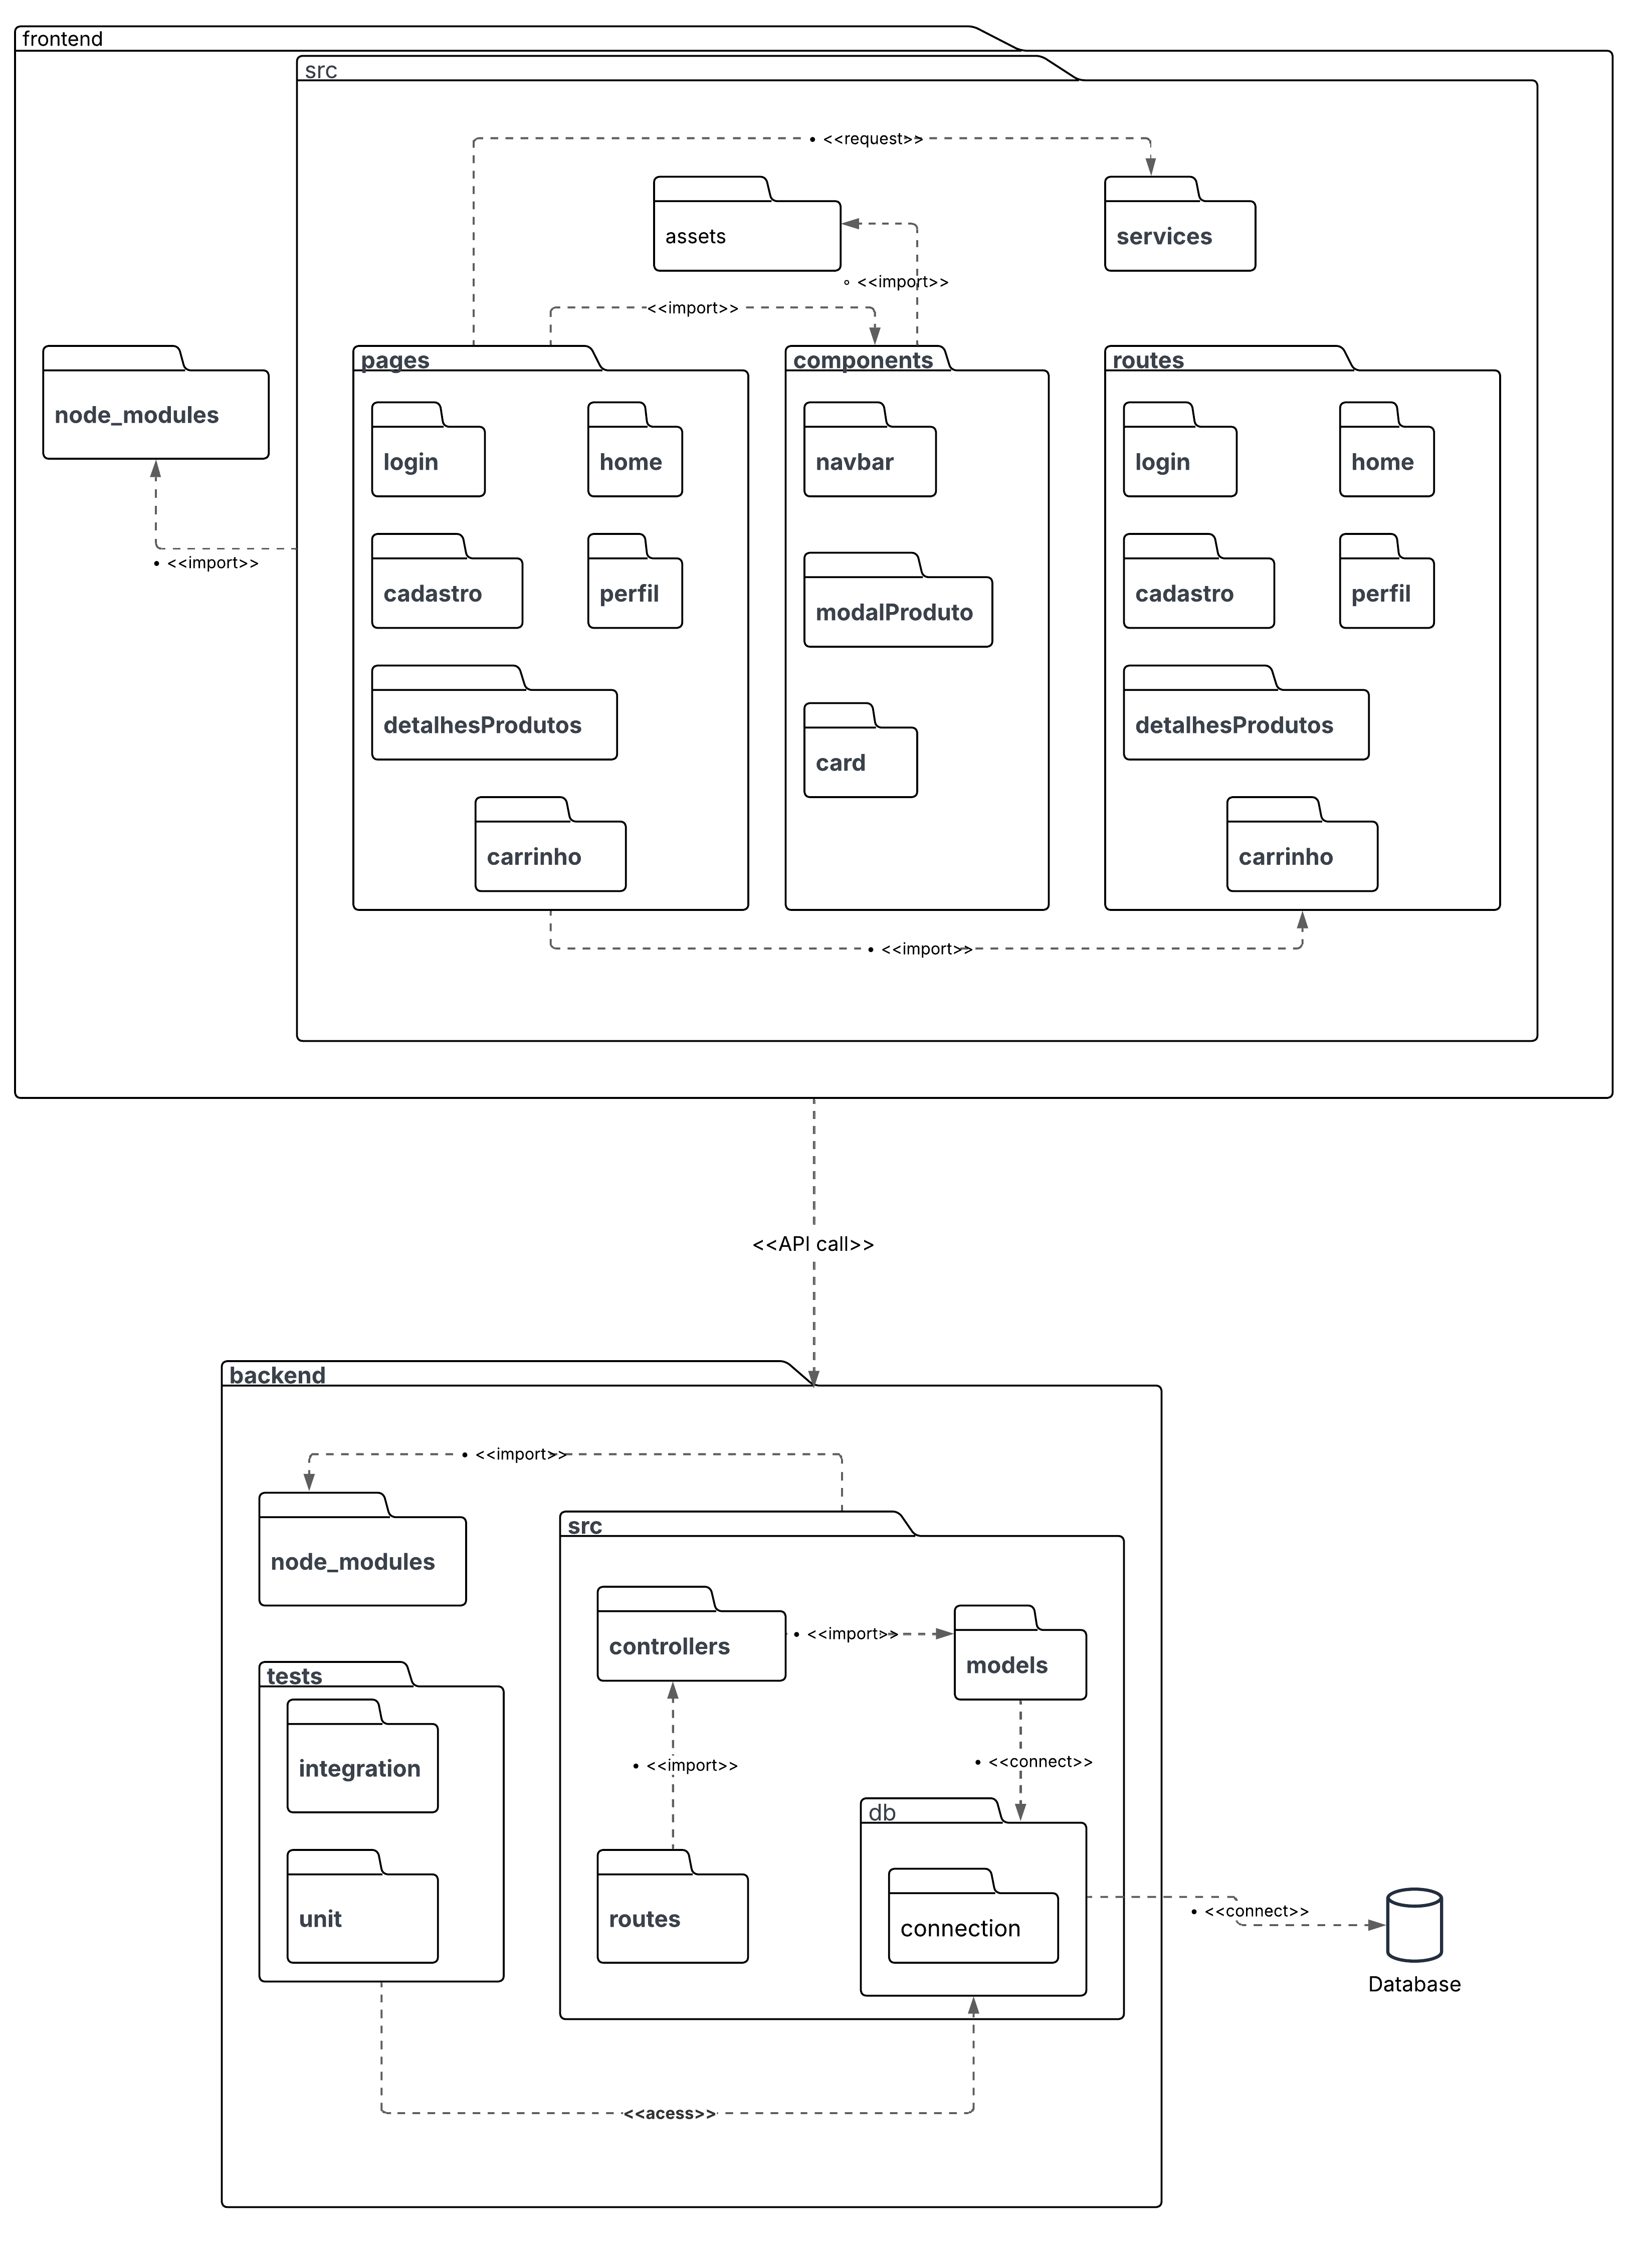 frontend
src
• <<request>>
assets
services
◦ <<import>>
<<import>>
pages
components
routes
node_modules
login
home
navbar
login
home
• <<import>>
cadastro
perfil
modalProduto
cadastro
perfil
detalhesProdutos
card
detalhesProdutos
carrinho
carrinho
• <<import>>
<<API call>>
backend
• <<import>>
src
node_modules
controllers
• <<import>>
models
tests
integration
• <<import>>
• <<connect>>
db
unit
routes
connection
• <<connect>>
Database
<<acess>>